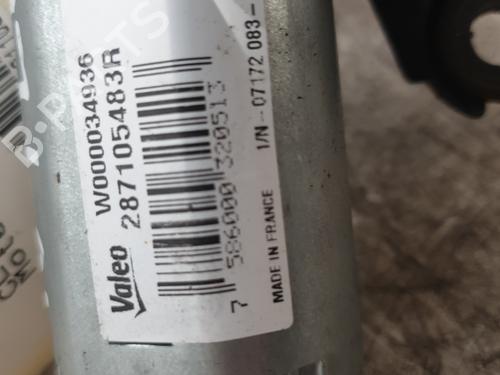 Valeo
W000034936
287105483R
7 586000 320513
I/N - 07172 083 -
MADE IN FRANCE
B-PARTS